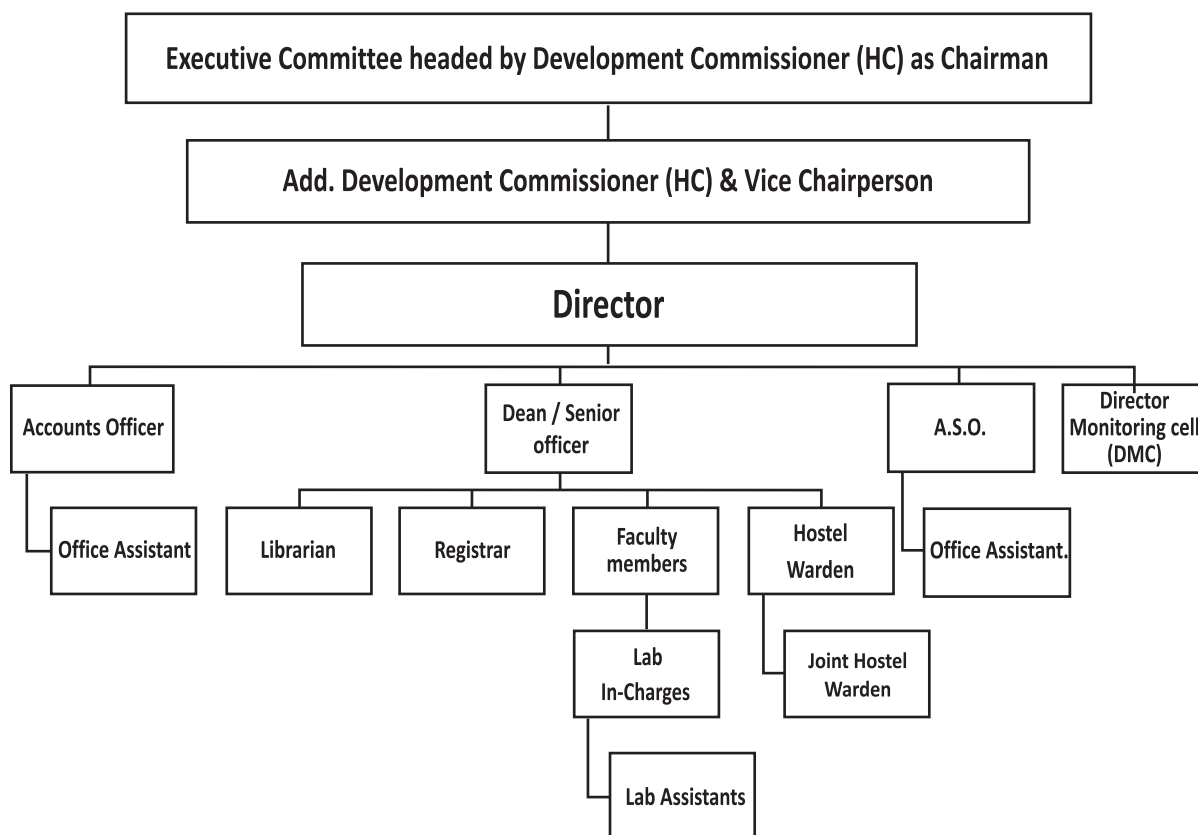 Executive Committee headed by Development Commissioner (HC) as Chairman
Add. Development Commissioner (HC) & Vice Chairperson
Director
Accounts Officer
Dean / Senior
officer
A.S.O.
Director
Monitoring cell
(DMC)
Office Assistant
Librarian
Registrar
Faculty
members
Hostel
Warden
Office Assistant.
Lab
In-Charges
Joint Hostel
Warden
Lab Assistants